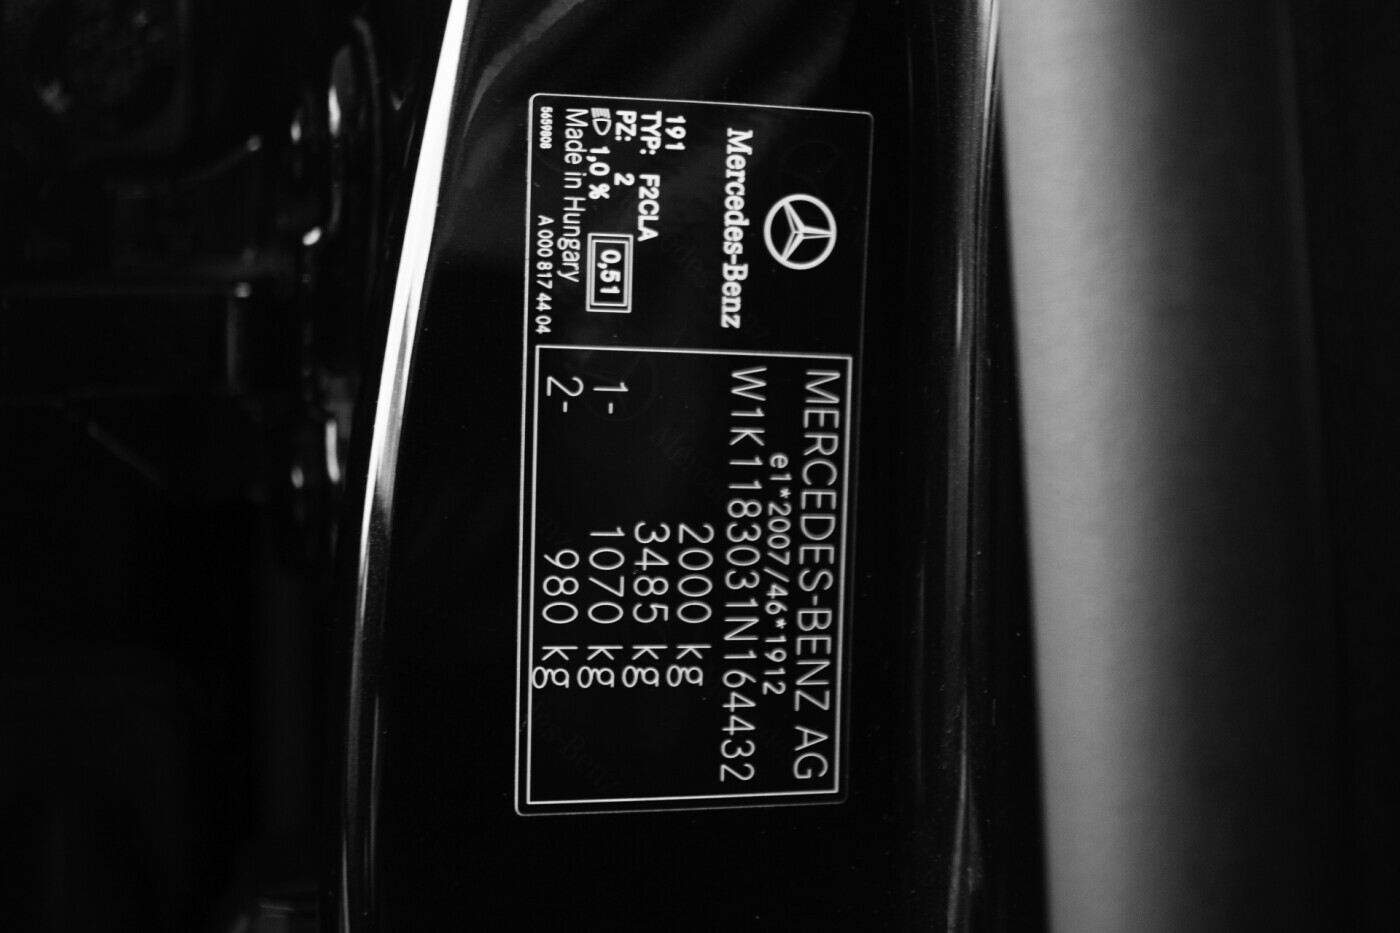 Mercedes-Benz
191
TYP: F2CLA
PZ: 2
1,0 %
0,51
Made in Hungary
5659808
A 000 817 44 04
MERCEDES-BENZ AG
e1*2007/46*1912
W1K1183031N164432
2000 kg
3485 kg
1- 1070 kg
2- 980 kg